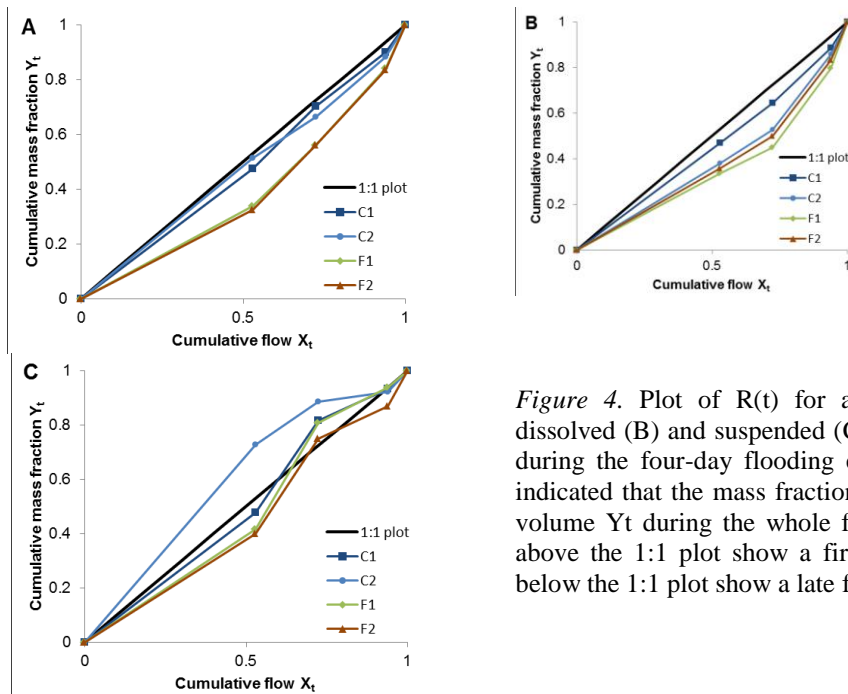 A
Cumulative mass fraction Yt
1
0.8
0.6
0.4
0.2
0
0
0.5
1
Cumulative flow Xt
1:1 plot
C1
C2
F1
F2
B
Cumulative mass fraction Yt
1
0.8
0.6
0.4
0.2
0
0
0.5
1
Cumulative flow Xt
1:1 plot
C1
C2
F1
F2
C
Cumulative mass fraction Yt
1
0.8
0.6
0.4
0.2
0
0
0.5
1
Cumulative flow Xt
1:1 plot
C1
C2
F1
F2
Figure 4. Plot of R(t) for a
dissolved (B) and suspended (
during the four-day flooding
indicated that the mass fraction
volume Yt during the whole f
above the 1:1 plot show a fir
below the 1:1 plot show a late f